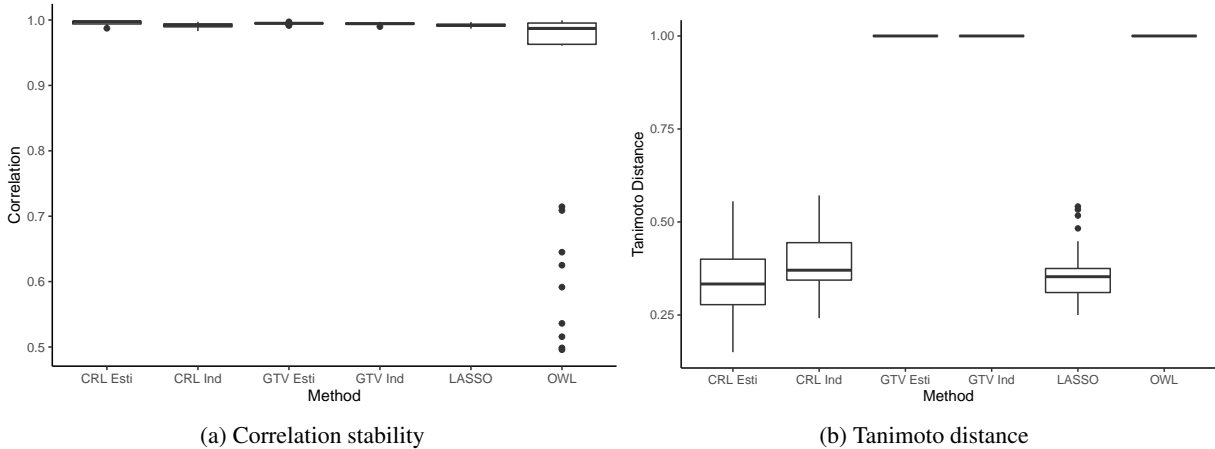 1.0
0.9
0.8
0.7
0.6
0.5
Correlation
CRL Esti
CRL Ind
GTV Esti
GTV Ind
LASSO
OWL
Method
(a) Correlation stability
1.00
0.75
0.50
0.25
Tanimoto Distance
CRL Esti
CRL Ind
GTV Esti
GTV Ind
LASSO
OWL
Method
(b) Tanimoto distance